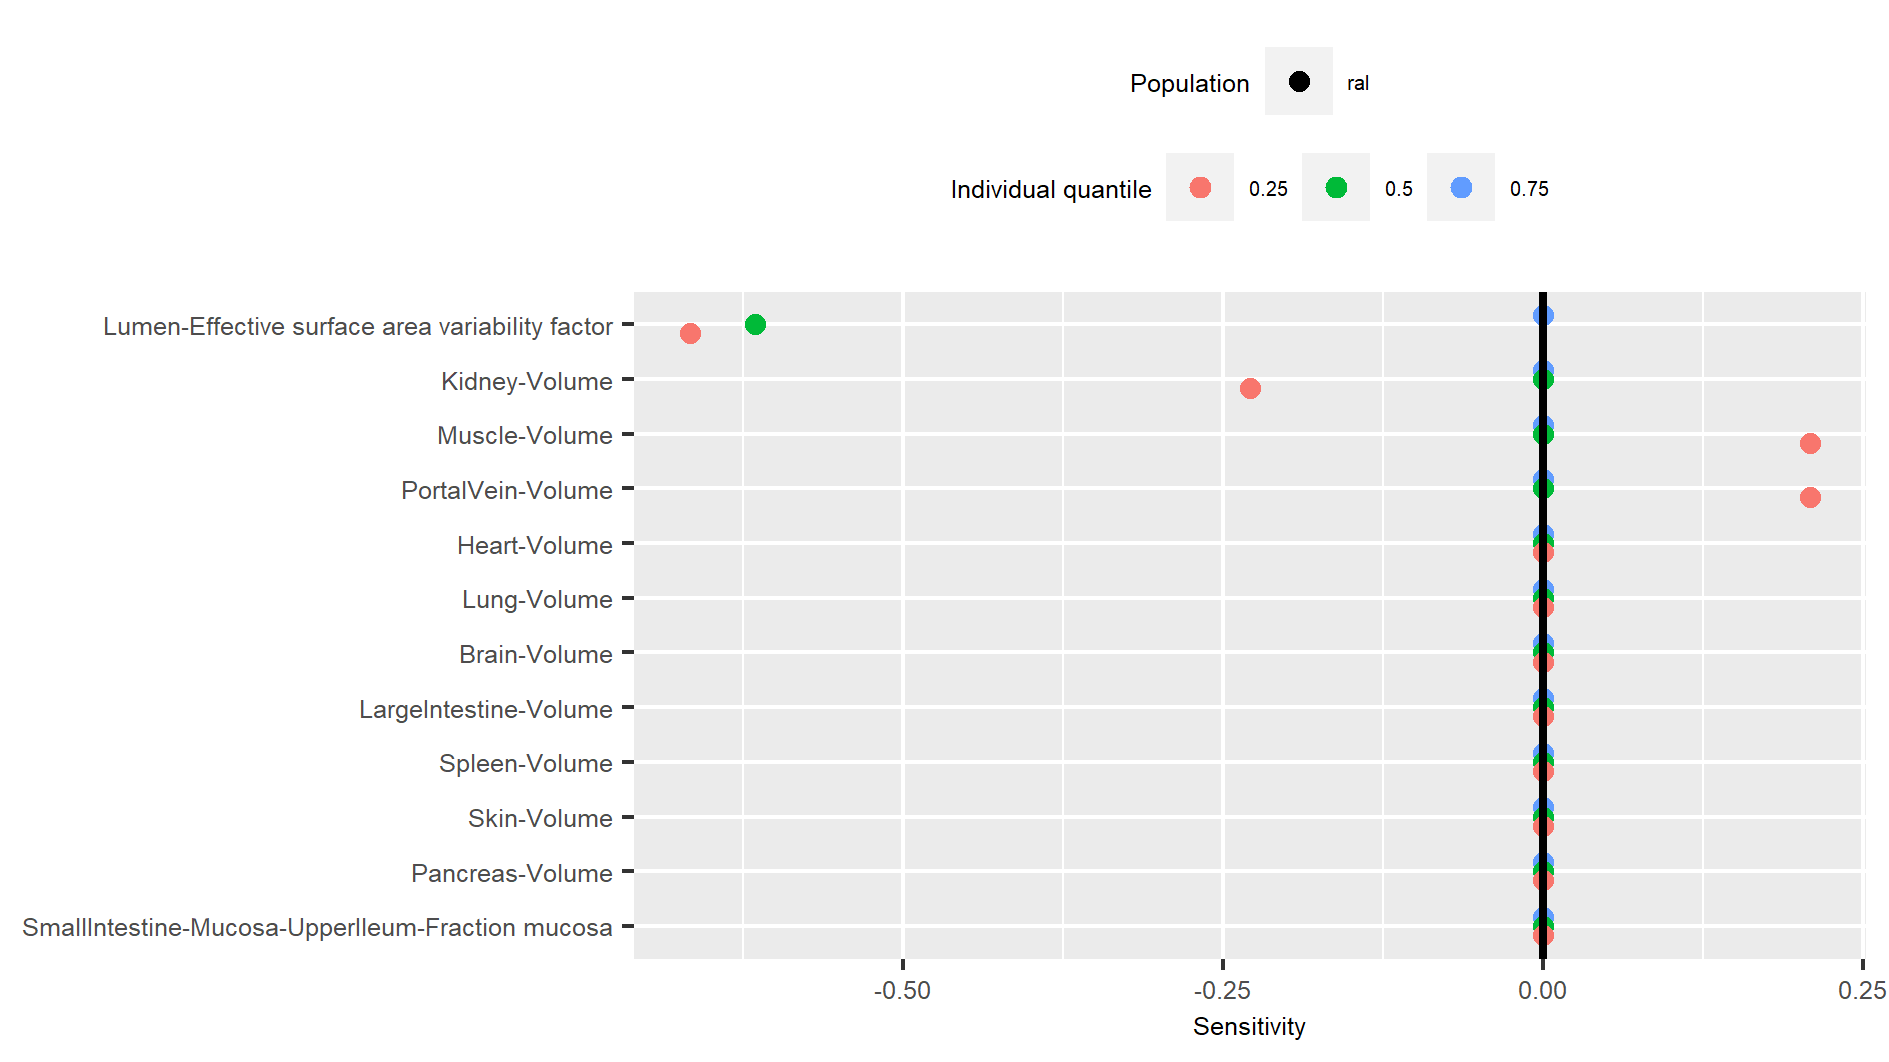 Population ral
Individual quantile 0.25 0.5 0.75
Lumen-Effective surface area variability factor
Kidney-Volume
Muscle-Volume
PortalVein-Volume
Heart-Volume
Lung-Volume
Brain-Volume
LargeIntestine-Volume
Spleen-Volume
Skin-Volume
Pancreas-Volume
SmallIntestine-Mucosa-UpperIleum-Fraction mucosa
-0.50 -0.25 0.00 0.25
Sensitivity